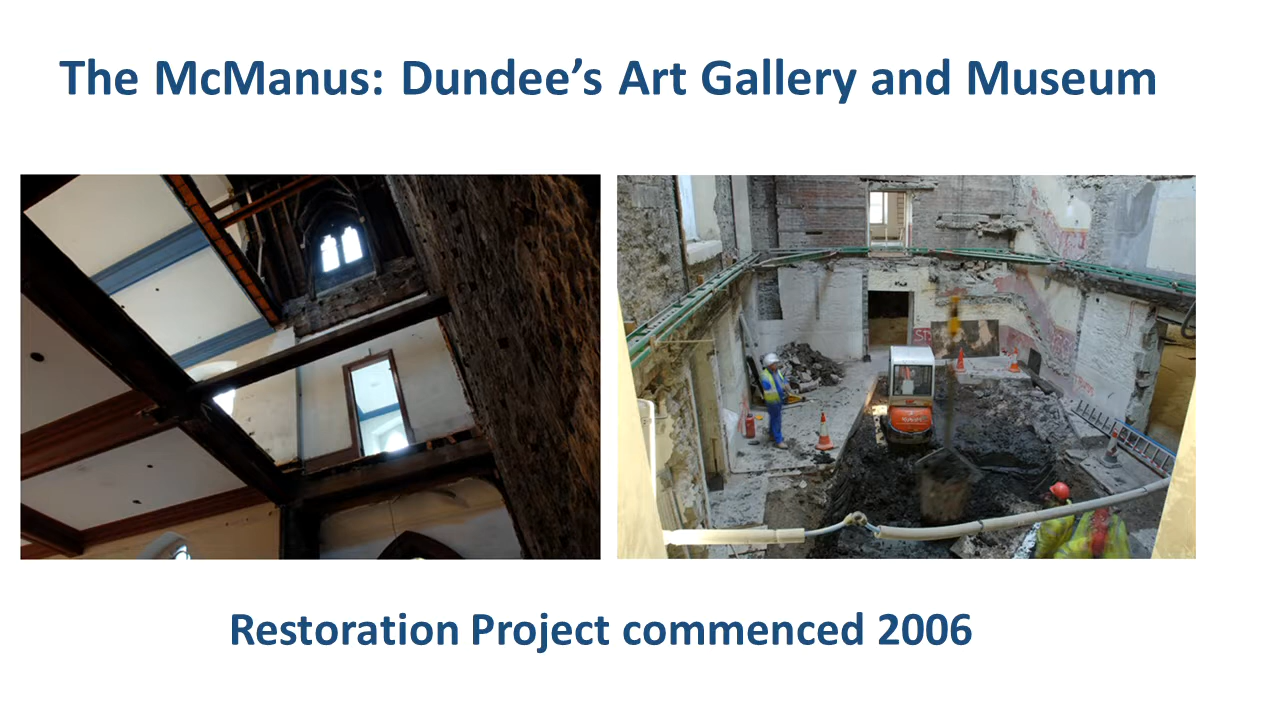 The McManus: Dundee’s Art Gallery and Museum
Restoration Project commenced 2006